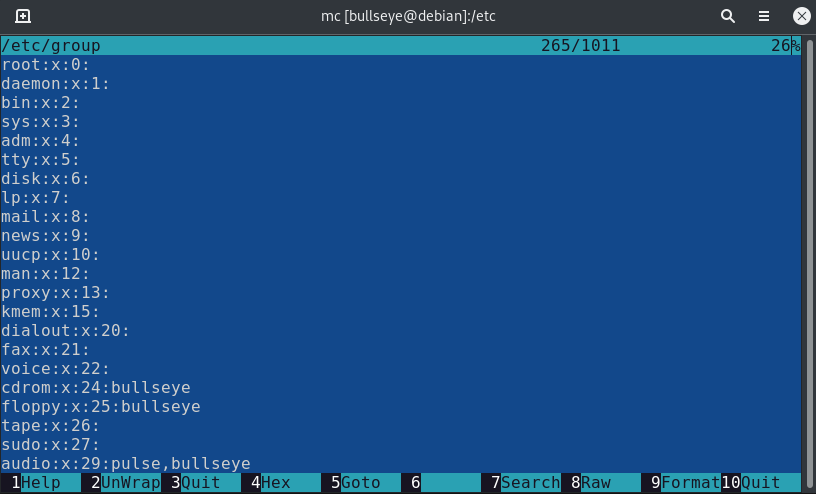 mc [bullseye@debian]:/etc
/etc/group 265/1011 26%
root:x:0:
daemon:x:1:
bin:x:2:
sys:x:3:
adm:x:4:
tty:x:5:
disk:x:6:
lp:x:7:
mail:x:8:
news:x:9:
uucp:x:10:
man:x:12:
proxy:x:13:
kmem:x:15:
dialout:x:20:
fax:x:21:
voice:x:22:
cdrom:x:24:bullseye
floppy:x:25:bullseye
tape:x:26:
sudo:x:27:
audio:x:29:pulse,bullseye
1Help 2UnWrap 3Quit 4Hex 5Goto 6 7Search 8Raw 9Format 10Quit